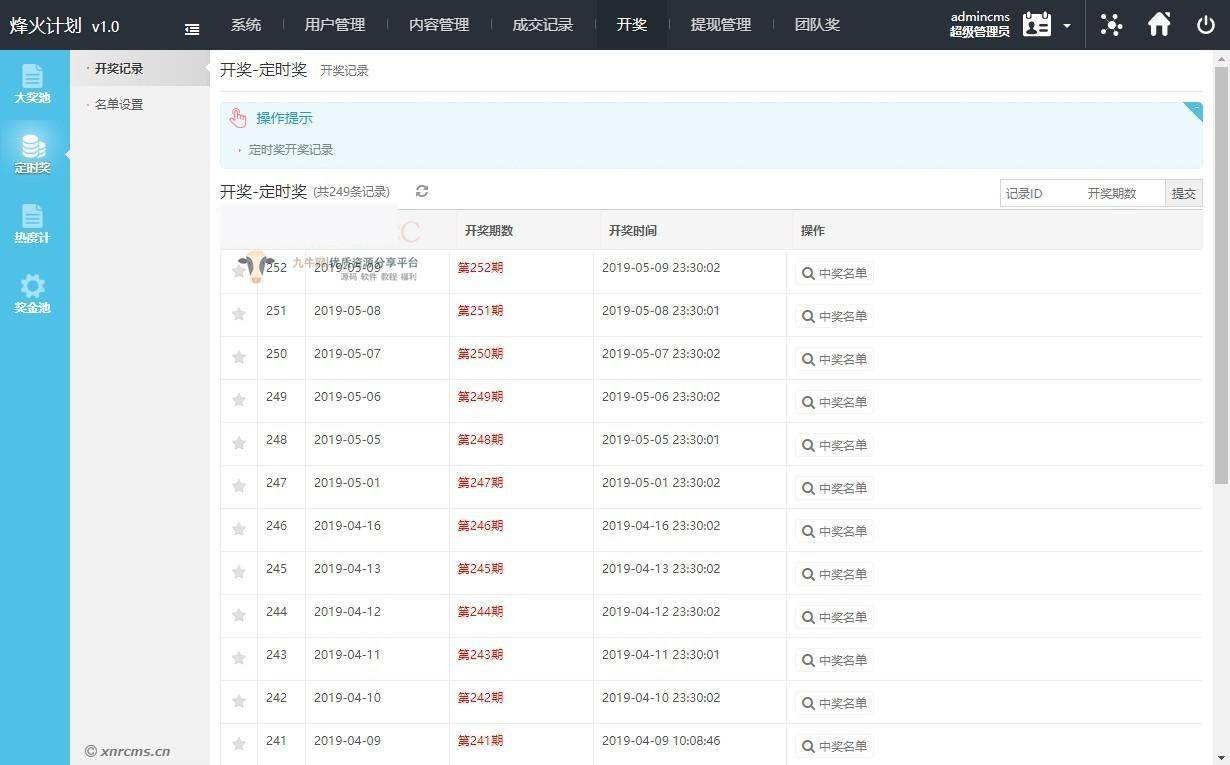 烽火计划 v1.0
系统 用户管理 内容管理 成交记录 开奖 提现管理 团队奖
admincms
超级管理员
大奖池
定时奖
热度计
奖金池
· 开奖记录
· 名单设置
© xnrcms.cn
开奖-定时奖 开奖记录
操作提示
· 定时奖开奖记录
开奖-定时奖 (共249条记录)
记录ID 开奖期数 提交
开奖期数 开奖时间 操作
252 2019-05-09 第252期 2019-05-09 23:30:02 中奖名单
优质资源分享平台
源码 软件 教程 福利
251 2019-05-08 第251期 2019-05-08 23:30:01 中奖名单
250 2019-05-07 第250期 2019-05-07 23:30:02 中奖名单
249 2019-05-06 第249期 2019-05-06 23:30:02 中奖名单
248 2019-05-05 第248期 2019-05-05 23:30:01 中奖名单
247 2019-05-01 第247期 2019-05-01 23:30:02 中奖名单
246 2019-04-16 第246期 2019-04-16 23:30:02 中奖名单
245 2019-04-13 第245期 2019-04-13 23:30:02 中奖名单
244 2019-04-12 第244期 2019-04-12 23:30:02 中奖名单
243 2019-04-11 第243期 2019-04-11 23:30:01 中奖名单
242 2019-04-10 第242期 2019-04-10 23:30:02 中奖名单
241 2019-04-09 第241期 2019-04-09 10:08:46 中奖名单